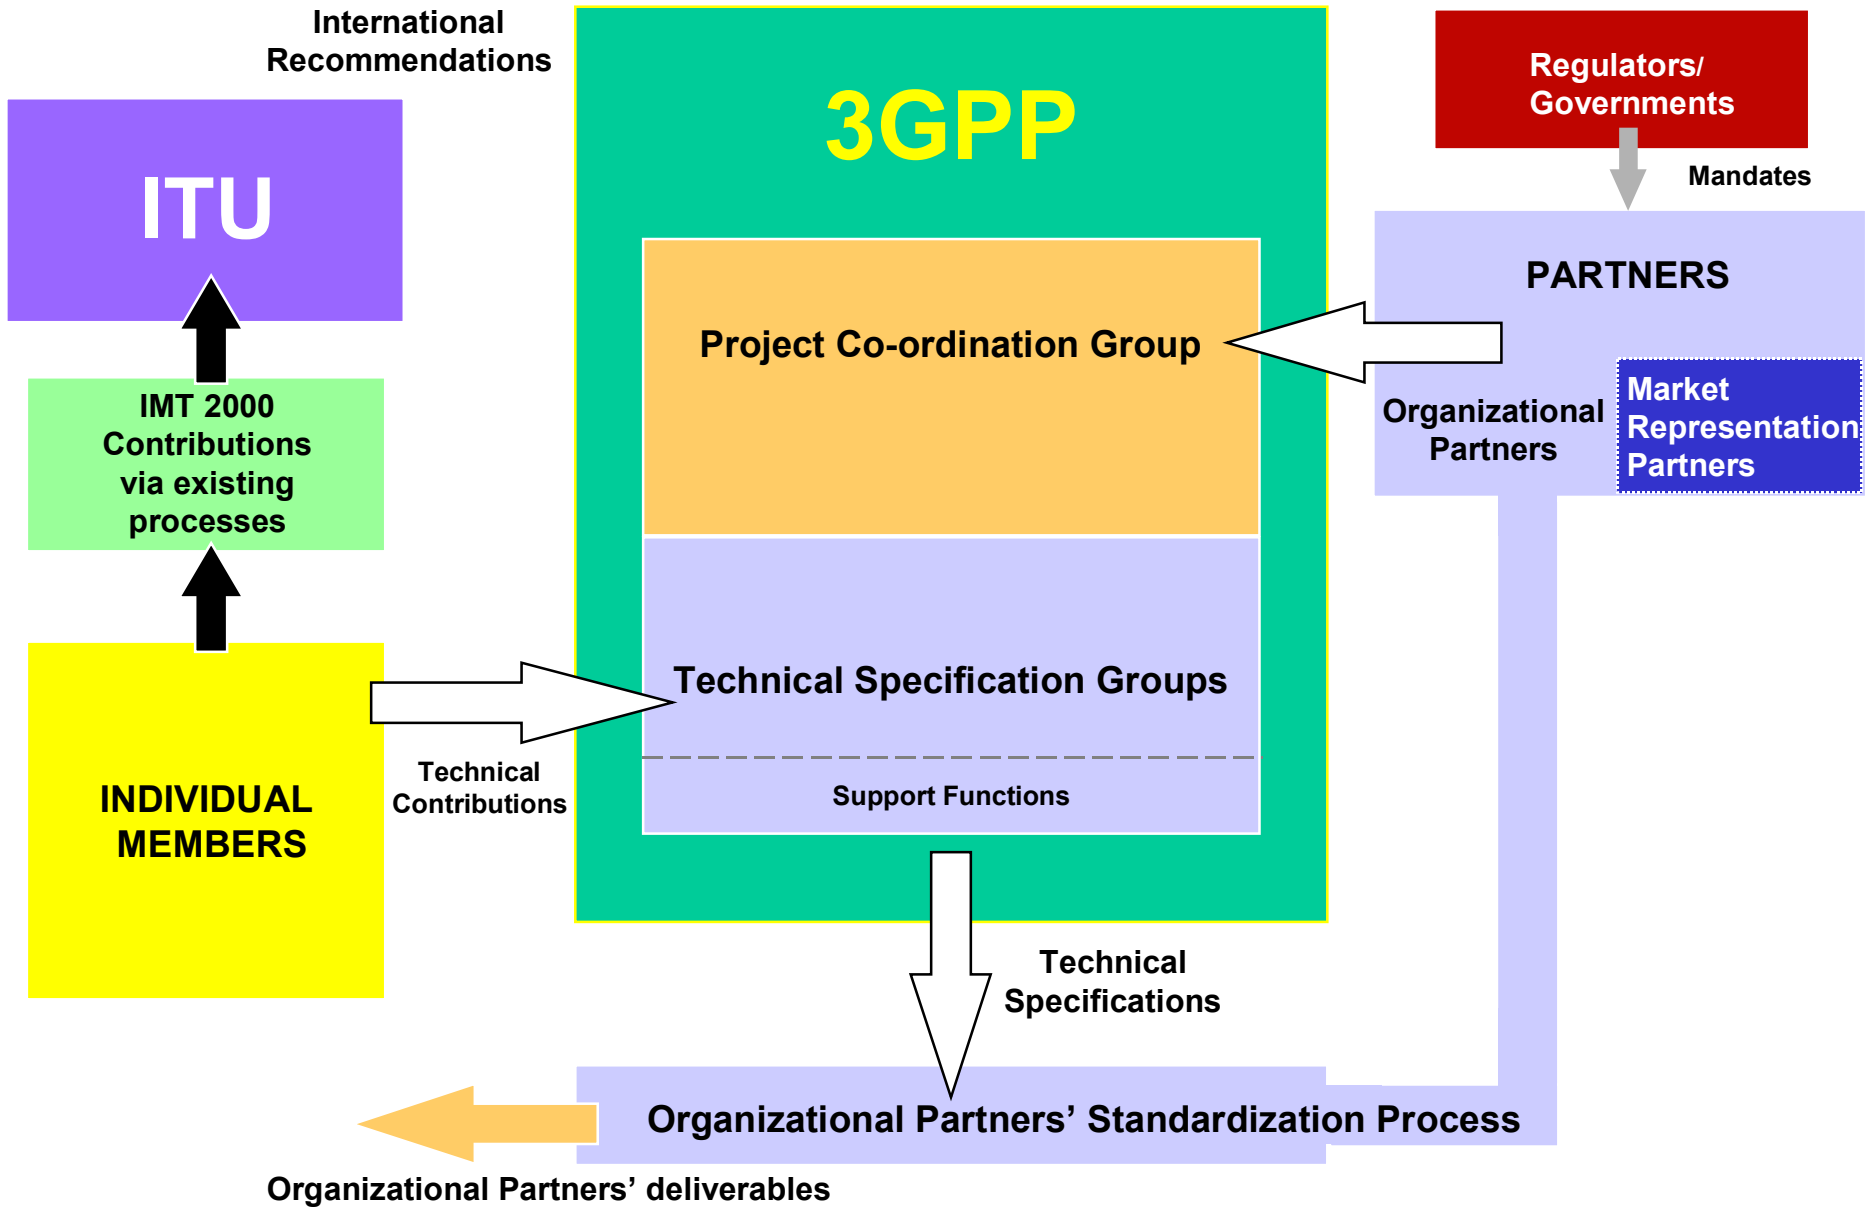 International
Recommendations
3GPP
Regulators/
Governments
Mandates
ITU
PARTNERS
Project Co-ordination Group
Organizational
Partners
Market
Representation
Partners
IMT 2000
Contributions
via existing
processes
Technical Specification Groups
Technical
Contributions
Support Functions
INDIVIDUAL
MEMBERS
Technical
Specifications
Organizational Partners’ Standardization Process
Organizational Partners’ deliverables